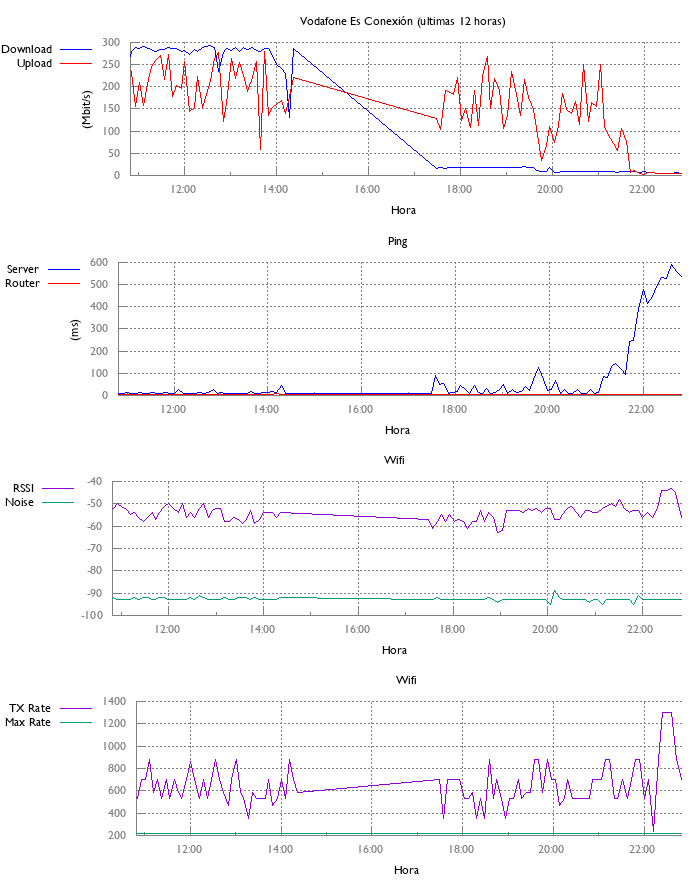 Vodafone Es Conexión (ultimas 12 horas)
Download
Upload
300
250
200
150
100
50
0
(Mbit/s)
12:00 14:00 16:00 18:00 20:00 22:00
Hora
Ping
Server
Router
600
500
400
300
200
100
0
(ms)
12:00 14:00 16:00 18:00 20:00 22:00
Hora
Wifi
RSSI
Noise
-40
-50
-60
-70
-80
-90
-100
12:00 14:00 16:00 18:00 20:00 22:00
Hora
Wifi
TX Rate
Max Rate
1400
1200
1000
800
600
400
200
12:00 14:00 16:00 18:00 20:00 22:00
Hora